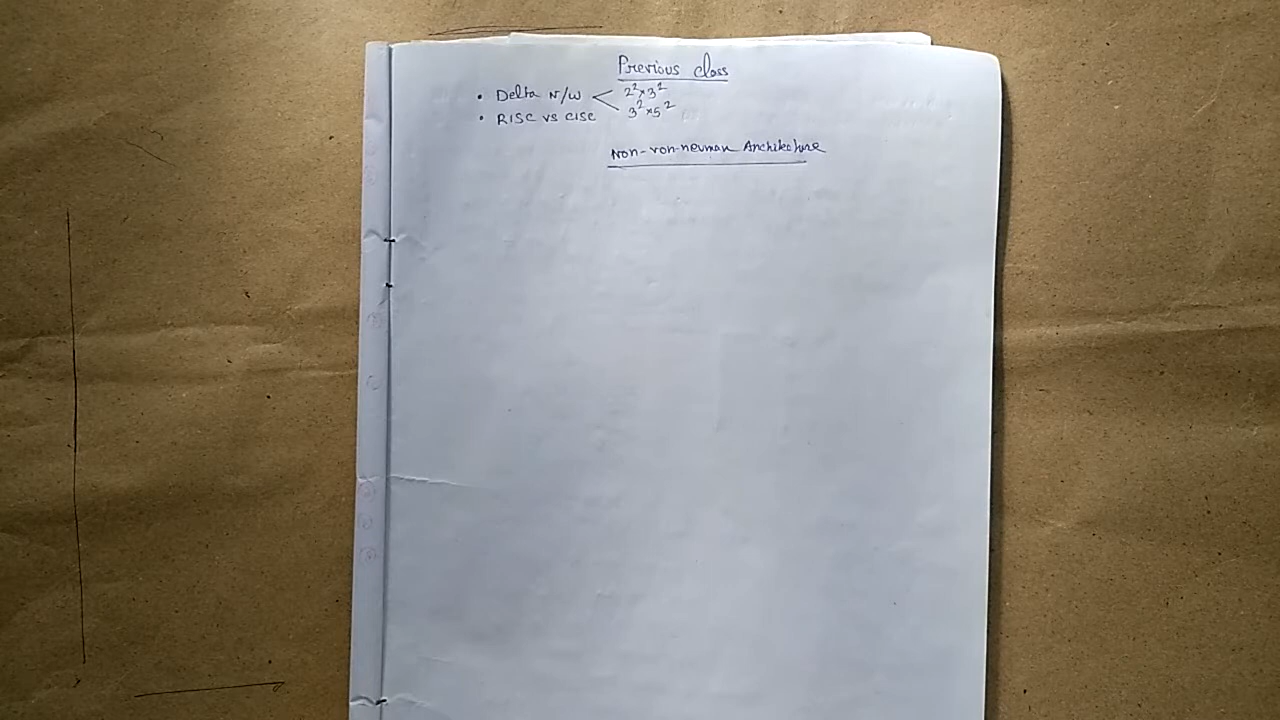 Previous class
• Delta N/W < 2²×3²
3²×5²
• RISC vs CISC
Non-von-neuman Architecture